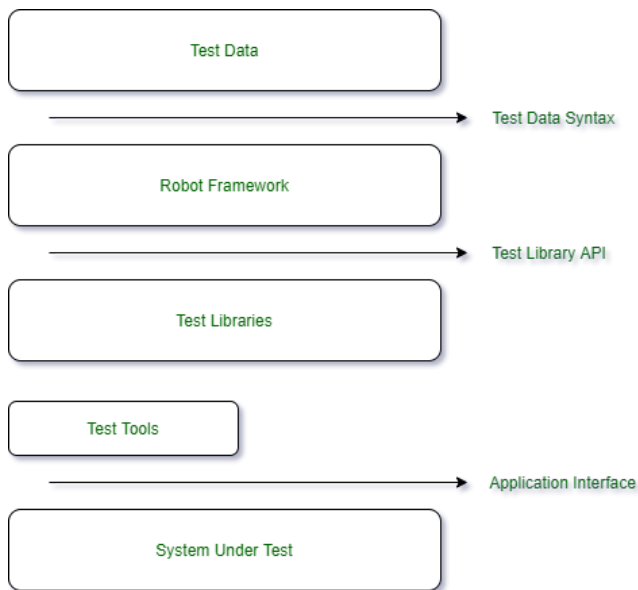 Test Data
Test Data Syntax
Robot Framework
Test Library API
Test Libraries
Test Tools
Application Interface
System Under Test